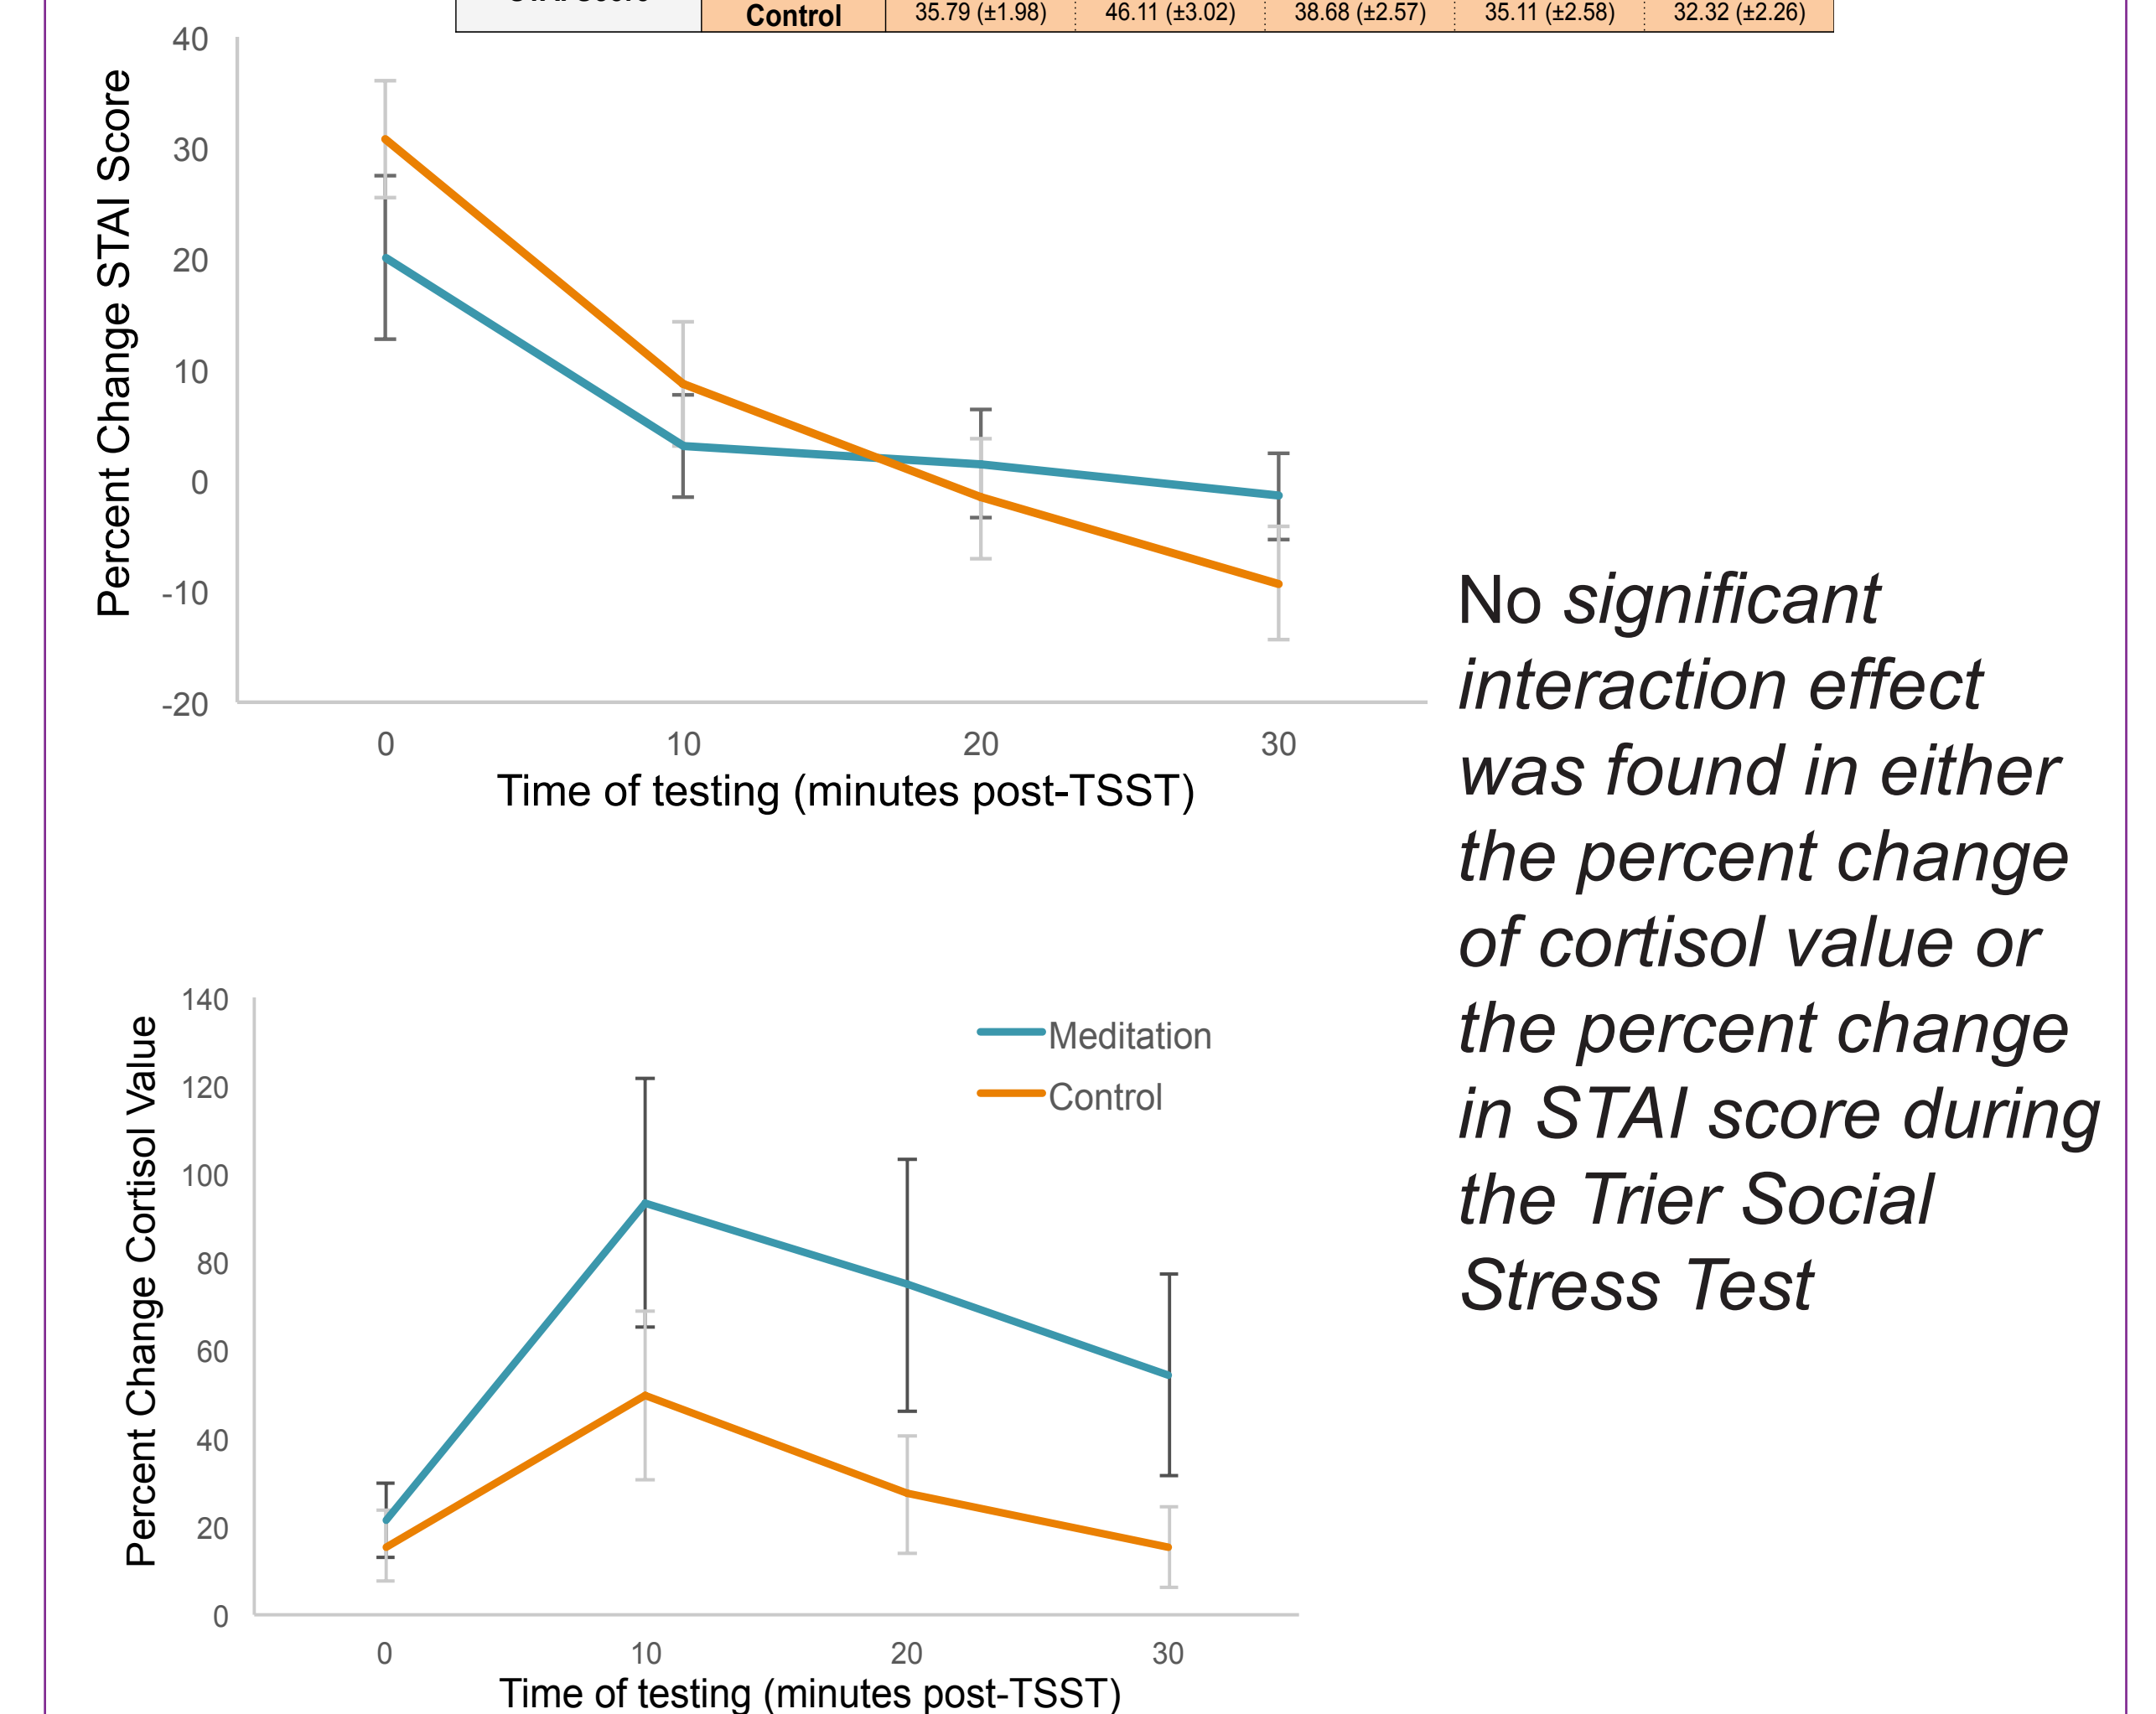 Control 35.79 (±1.98) 46.11 (±3.02) 38.68 (±2.57) 35.11 (±2.58) 32.32 (±2.26)
40
30
20
10
0
-10
-20
Percent Change STAI Score
0 10 20 30
Time of testing (minutes post-TSST)
No significant
interaction effect
was found in either
the percent change
of cortisol value or
the percent change
in STAI score during
the Trier Social
Stress Test
140
120
100
80
60
40
20
0
Percent Change Cortisol Value
Meditation
Control
0 10 20 30
Time of testing (minutes post-TSST)